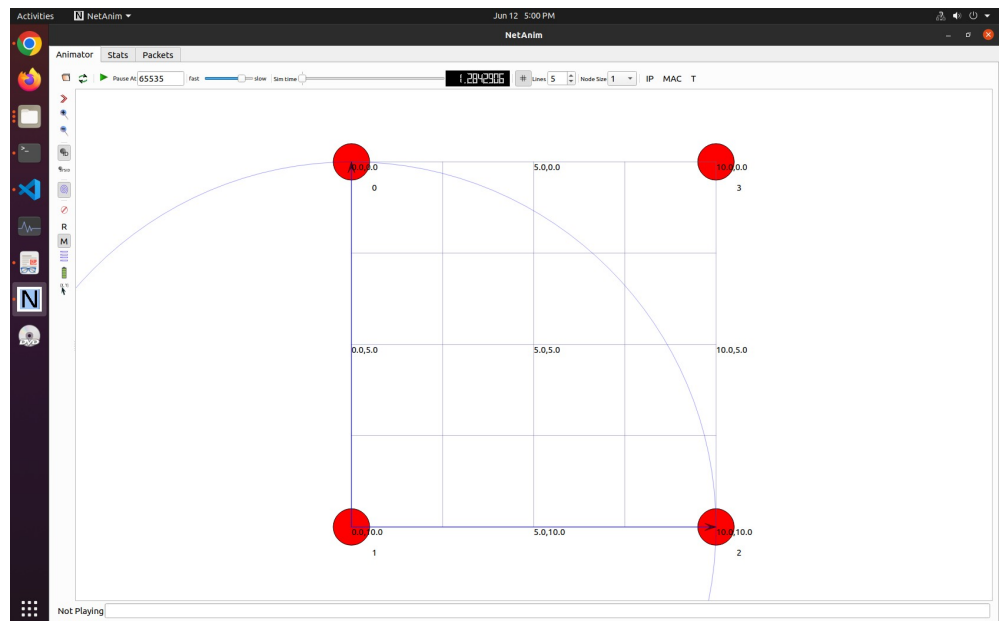 Activities NetAnim Jun 12 5:00 PM
NetAnim
Animator Stats Packets
Pause At 65535 fast slow Sim time 1.2842906 # Lines 5 Node Size 1 IP MAC T
R
M
0.0,0.0 5.0,0.0 10.0,0.0
0 3
0.0,5.0 5.0,5.0 10.0,5.0
0.0,10.0 5.0,10.0 10.0,10.0
1 2
N
DVD
Not Playing